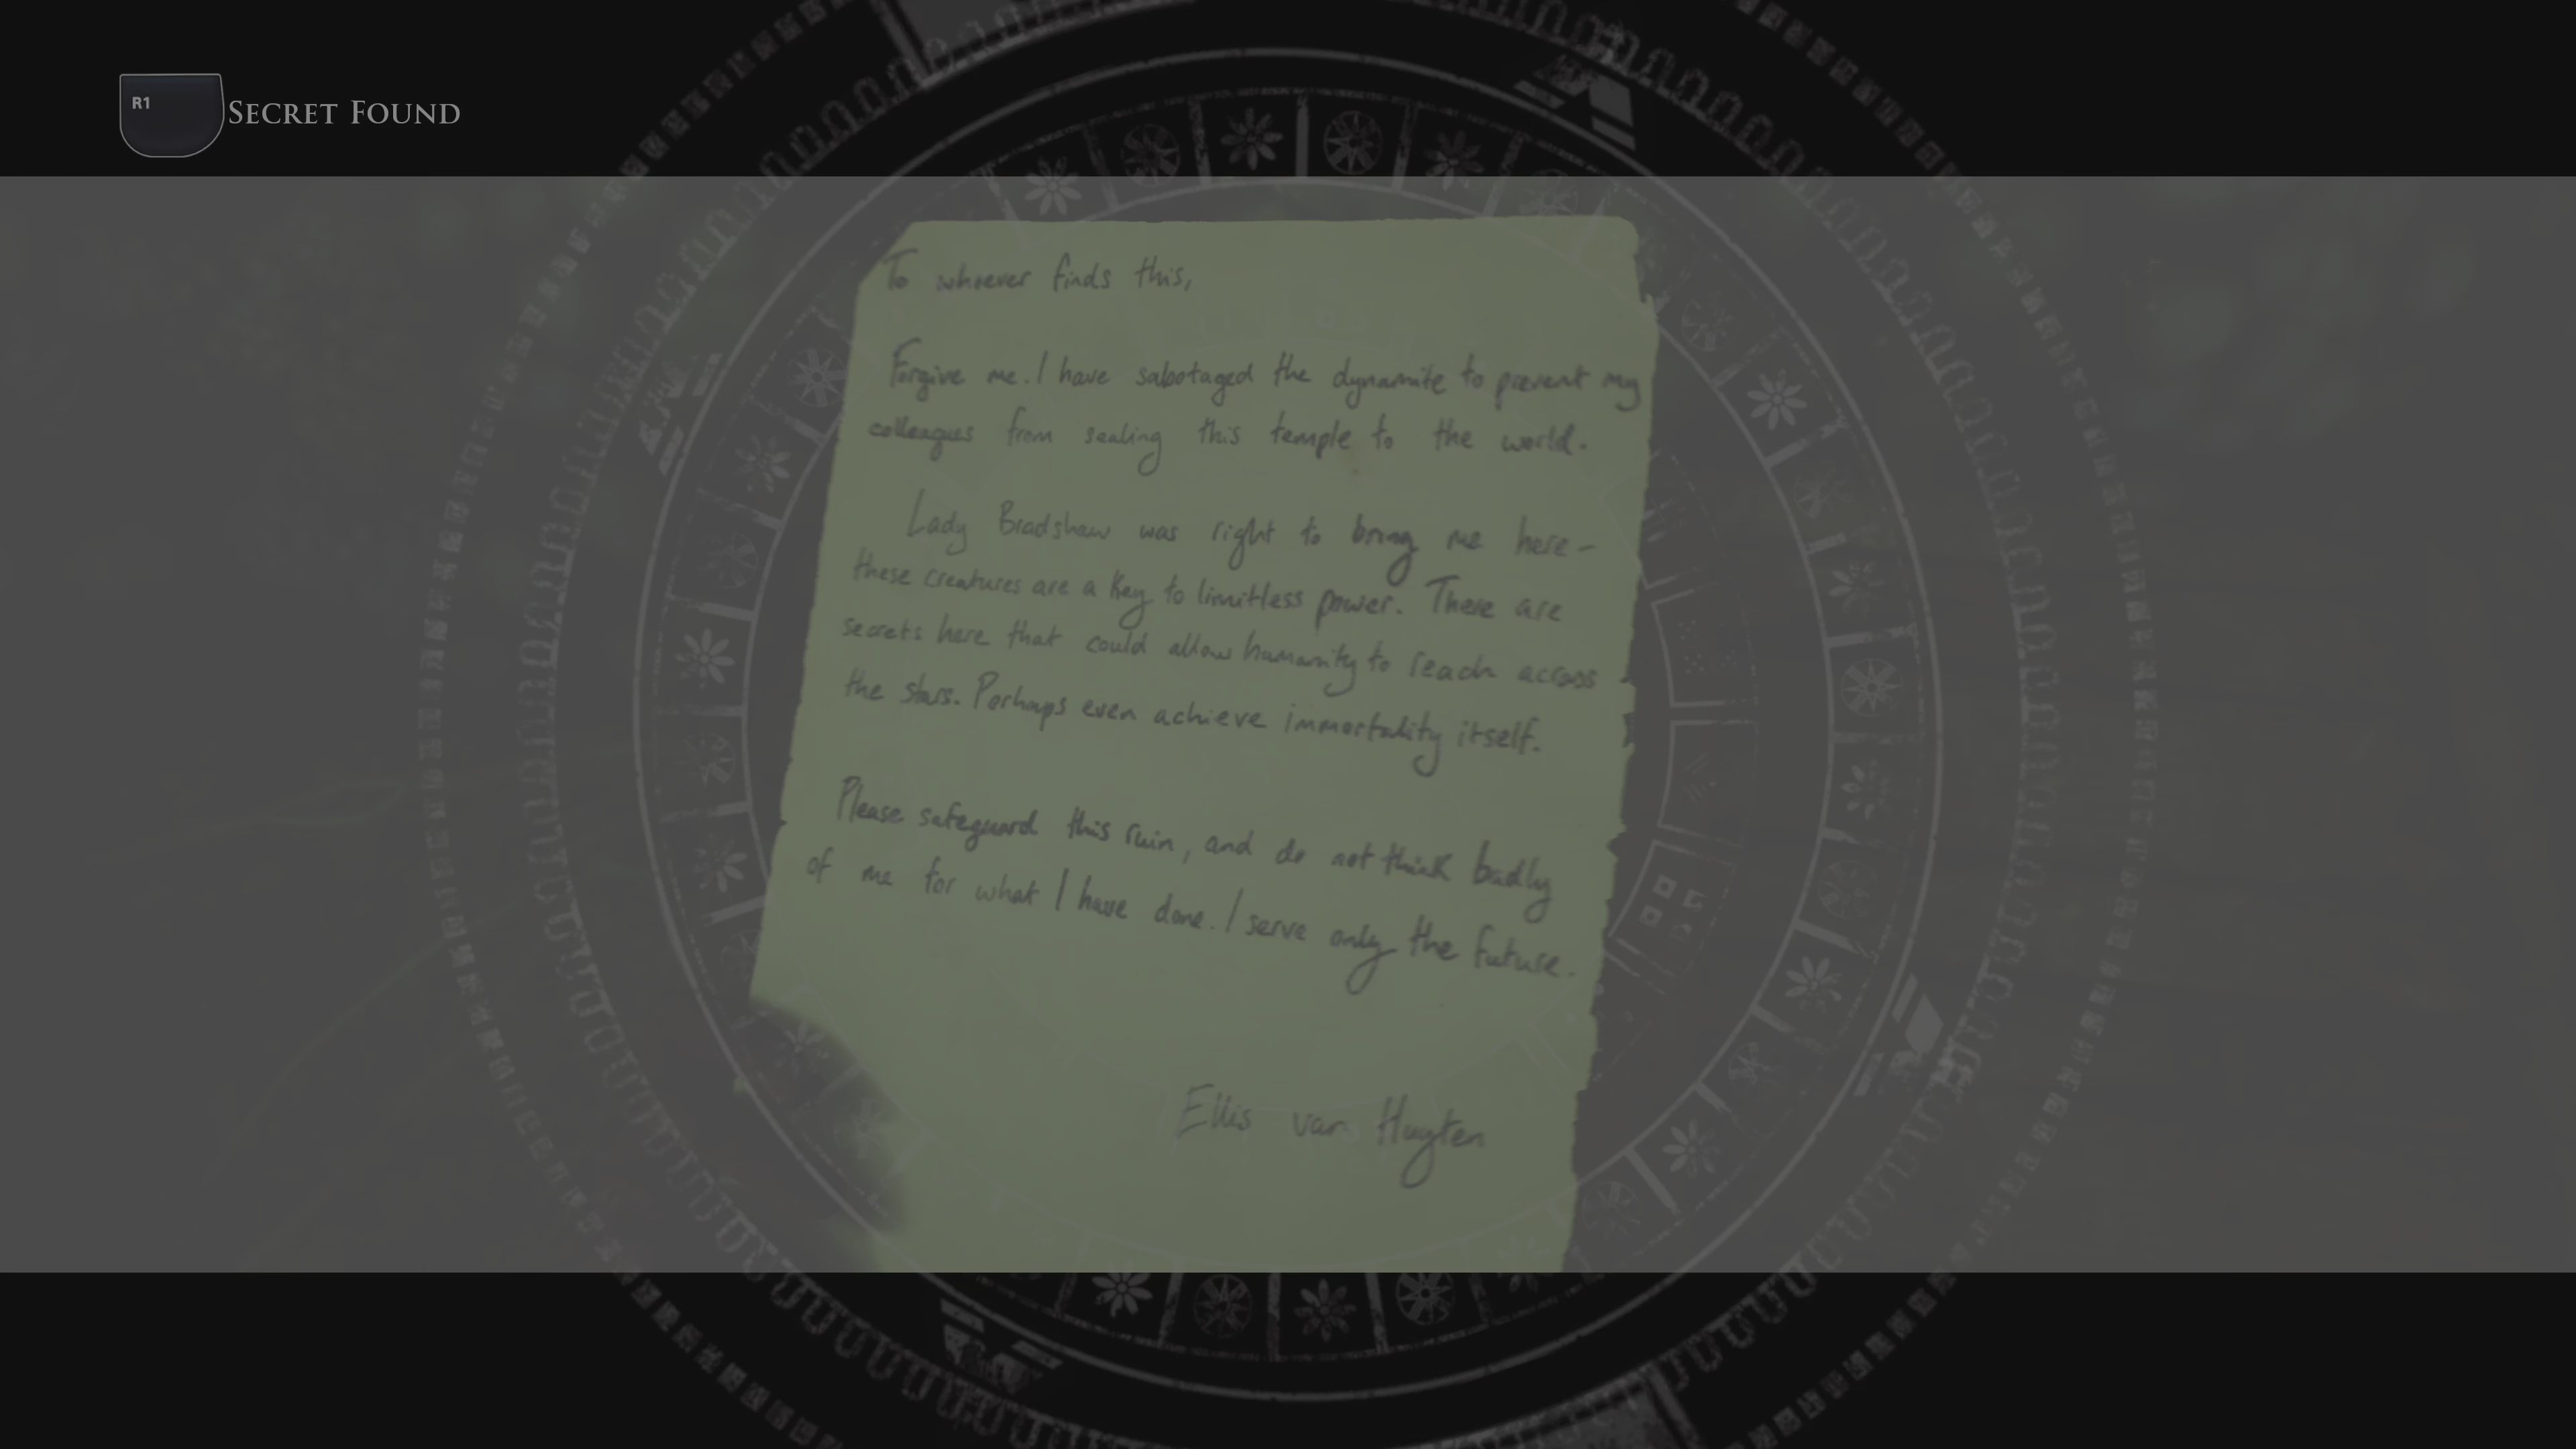 R1
Secret Found
To whoever finds this,
Forgive me. I have sabotaged the dynamite to prevent my
colleagues from sealing this temple to the world.
Lady Bradshaw was right to bring me here -
these creatures are a key to limitless power. There are
secrets here that could allow humanity to reach across
the stars. Perhaps even achieve immortality itself.
Please safeguard this ruin, and do not think badly
of me for what I have done. I serve only the future.
Ellis van Huyten